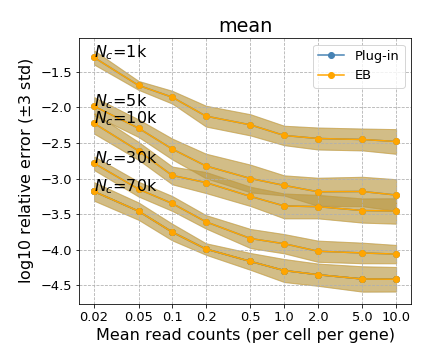 mean
Plug-in
EB
N_c=1k
N_c=5k
N_c=10k
N_c=30k
N_c=70k
−1.5
−2.0
−2.5
−3.0
−3.5
−4.0
−4.5
log10 relative error (±3 std)
0.02 0.05 0.1 0.2 0.5 1.0 2.0 5.0 10.0
Mean read counts (per cell per gene)